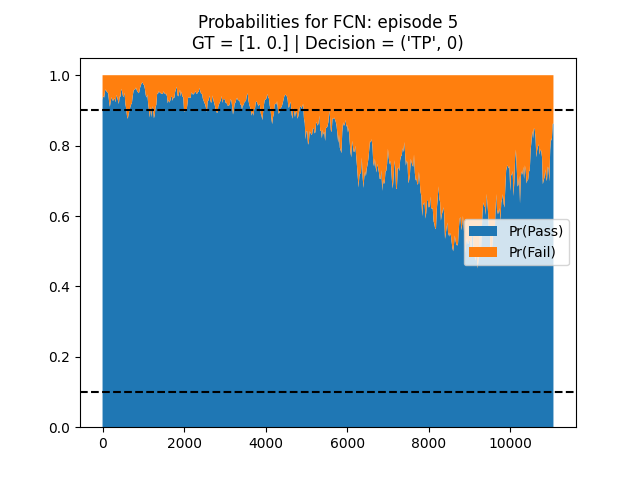 Probabilities for FCN: episode 5
GT = [1. 0.] | Decision = ('TP', 0)
1.0
0.8
0.6
0.4
0.2
0.0
Pr(Pass)
Pr(Fail)
0 2000 4000 6000 8000 10000